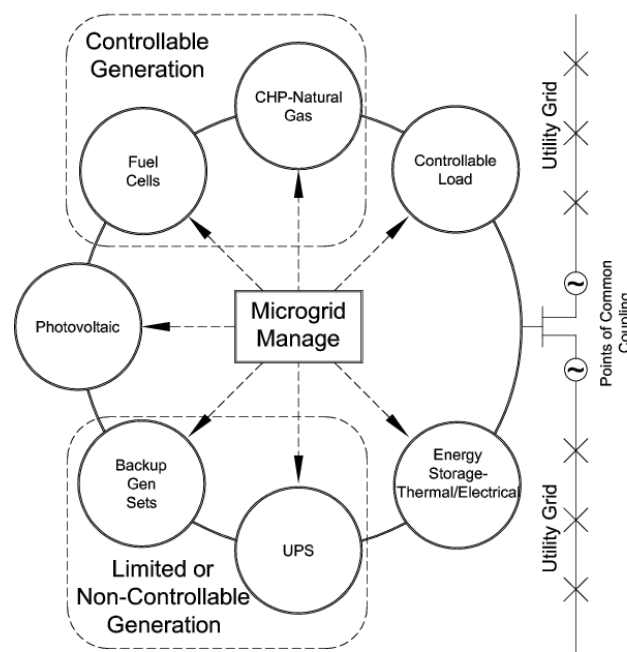 Controllable
Generation
CHP-Natural
Gas
Fuel
Cells
Controllable
Load
Utility Grid
Photovoltaic
Microgrid
Manage
Points of Common
Coupling
Backup
Gen
Sets
UPS
Energy
Storage-
Thermal/Electrical
Limited or
Non-Controllable
Generation
Utility Grid